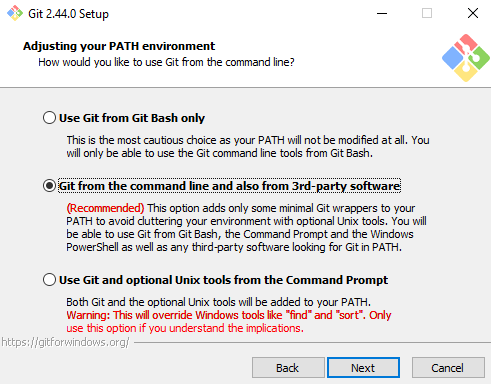 Git 2.44.0 Setup
Adjusting your PATH environment
How would you like to use Git from the command line?
Use Git from Git Bash only
This is the most cautious choice as your PATH will not be modified at all. You
will only be able to use the Git command line tools from Git Bash.
Git from the command line and also from 3rd-party software
(Recommended) This option adds only some minimal Git wrappers to your
PATH to avoid cluttering your environment with optional Unix tools. You will
be able to use Git from Git Bash, the Command Prompt and the Windows
PowerShell as well as any third-party software looking for Git in PATH.
Use Git and optional Unix tools from the Command Prompt
Both Git and the optional Unix tools will be added to your PATH.
Warning: This will override Windows tools like "find" and "sort". Only
use this option if you understand the implications.
https://gitforwindows.org/
Back Next Cancel